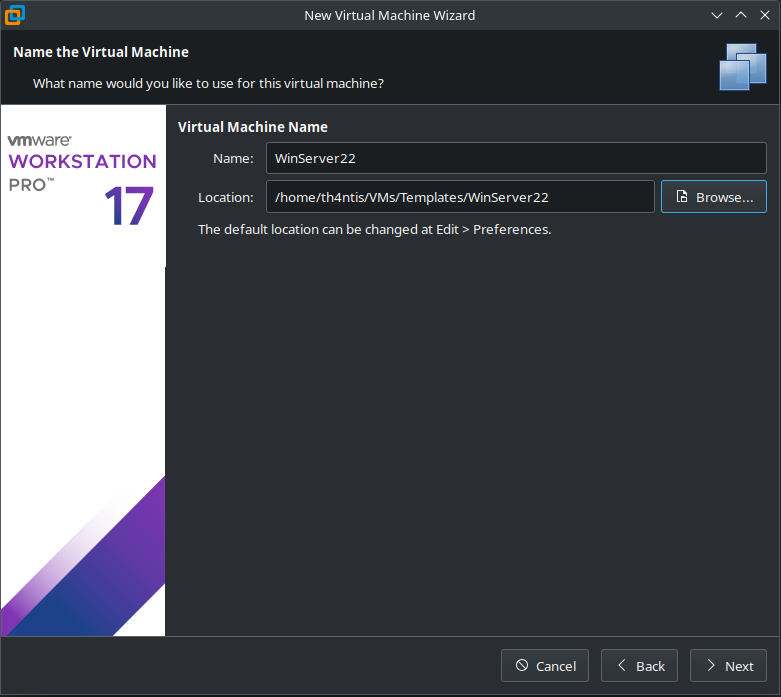 New Virtual Machine Wizard
Name the Virtual Machine
What name would you like to use for this virtual machine?
vmware®
WORKSTATION
PRO™
17
Virtual Machine Name
Name: WinServer22
Location: /home/th4ntis/VMs/Templates/WinServer22 Browse...
The default location can be changed at Edit > Preferences.
Cancel Back Next